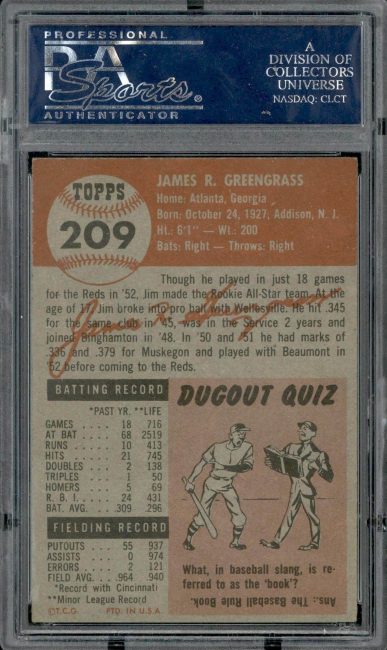 PROFESSIONAL
PSA
Sports
AUTHENTICATOR
A
DIVISION OF
COLLECTORS
UNIVERSE
NASDAQ: CLCT
TOPPS
209
JAMES R. GREENGRASS
Home: Atlanta, Georgia
Born: October 24, 1927, Addison, N. J.
Ht.: 6'1" — Wt.: 200
Bats: Right — Throws: Right
Though he played in just 18 games
for the Reds in '52, Jim made the Rookie All-Star team. At the
age of 17 Jim broke into pro ball with Wellsville. He hit .345
for the same club in '45, was in the Service 2 years and
joined Binghamton in '48. In '50 and 51 he had marks of
.336 and .379 for Muskegon and played with Beaumont in
'52 before coming to the Reds.
BATTING RECORD
*PAST YR. **LIFE
GAMES 18 716
AT BAT 68 2519
RUNS 10 413
HITS 21 745
DOUBLES 2 138
TRIPLES 1 50
HOMERS 5 69
R. B. I. 24 431
BAT. AVG. .309 .296
FIELDING RECORD
PUTOUTS 55 937
ASSISTS 0 974
ERRORS 2 121
FIELD AVG. .964 .940
*Record with Cincinnati
**Minor League Record
©T.C.G. PTD. IN U.S.A.
DUGOUT QUIZ
What, in baseball slang, is re-
ferred to as the 'book'?
Ans.: The Baseball Rule Book.